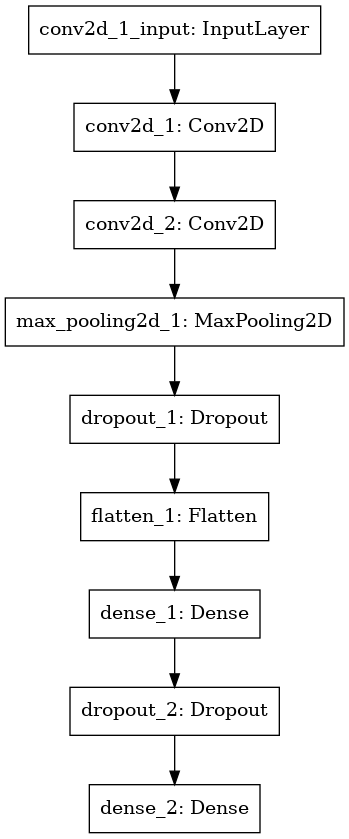 conv2d_1_input: InputLayer
conv2d_1: Conv2D
conv2d_2: Conv2D
max_pooling2d_1: MaxPooling2D
dropout_1: Dropout
flatten_1: Flatten
dense_1: Dense
dropout_2: Dropout
dense_2: Dense